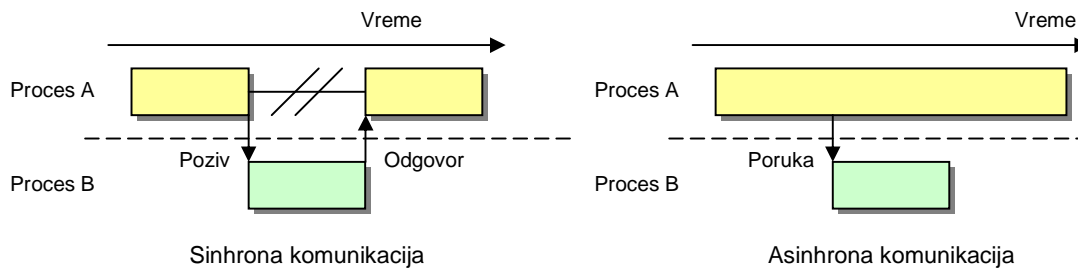 Vreme
Proces A
Poziv
Odgovor
Proces B
Sinhrona komunikacija
Vreme
Proces A
Poruka
Proces B
Asinhrona komunikacija